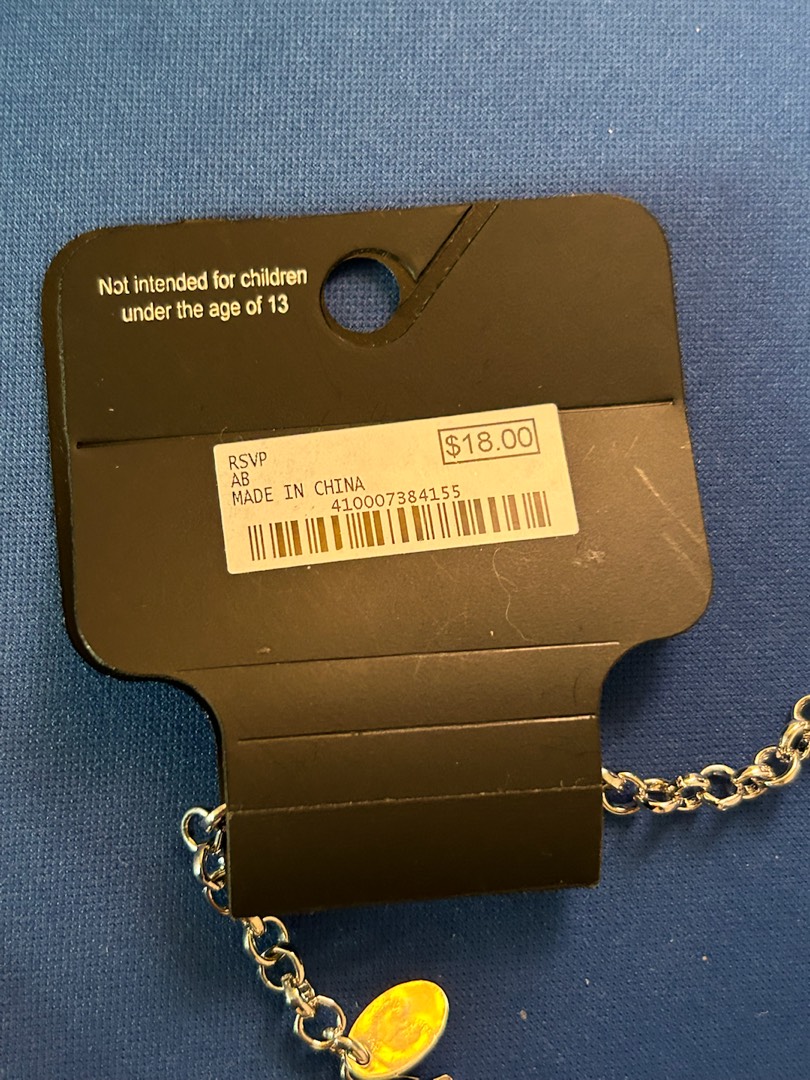 Not intended for children
under the age of 13
RSVP
$18.00
AB
MADE IN CHINA
410007384155